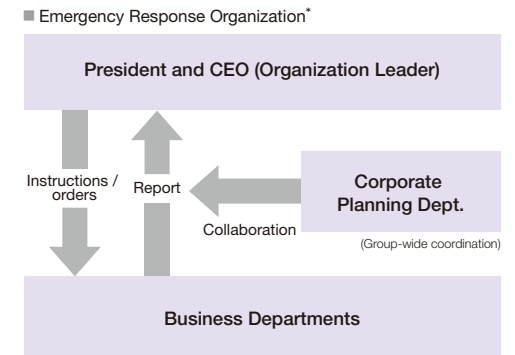 ■ Emergency Response Organization*
President and CEO (Organization Leader)
Instructions /
orders
Report
Collaboration
Corporate
Planning Dept.
(Group-wide coordination)
Business Departments